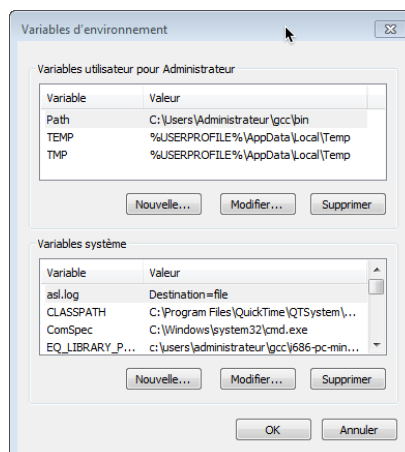 Variables d'environnement
Variables utilisateur pour Administrateur
Variable Valeur
Path C:\Users\Administrateur\gcc\bin
TEMP %USERPROFILE%\AppData\Local\Temp
TMP %USERPROFILE%\AppData\Local\Temp
Nouvelle... Modifier... Supprimer
Variables système
Variable Valeur
asl.log Destination=file
CLASSPATH C:\Program Files\QuickTime\QTSystem\...
ComSpec C:\Windows\system32\cmd.exe
EQ_LIBRARY_P... c:\users\administrateur\gcc\i686-pc-min...
Nouvelle... Modifier... Supprimer
OK Annuler